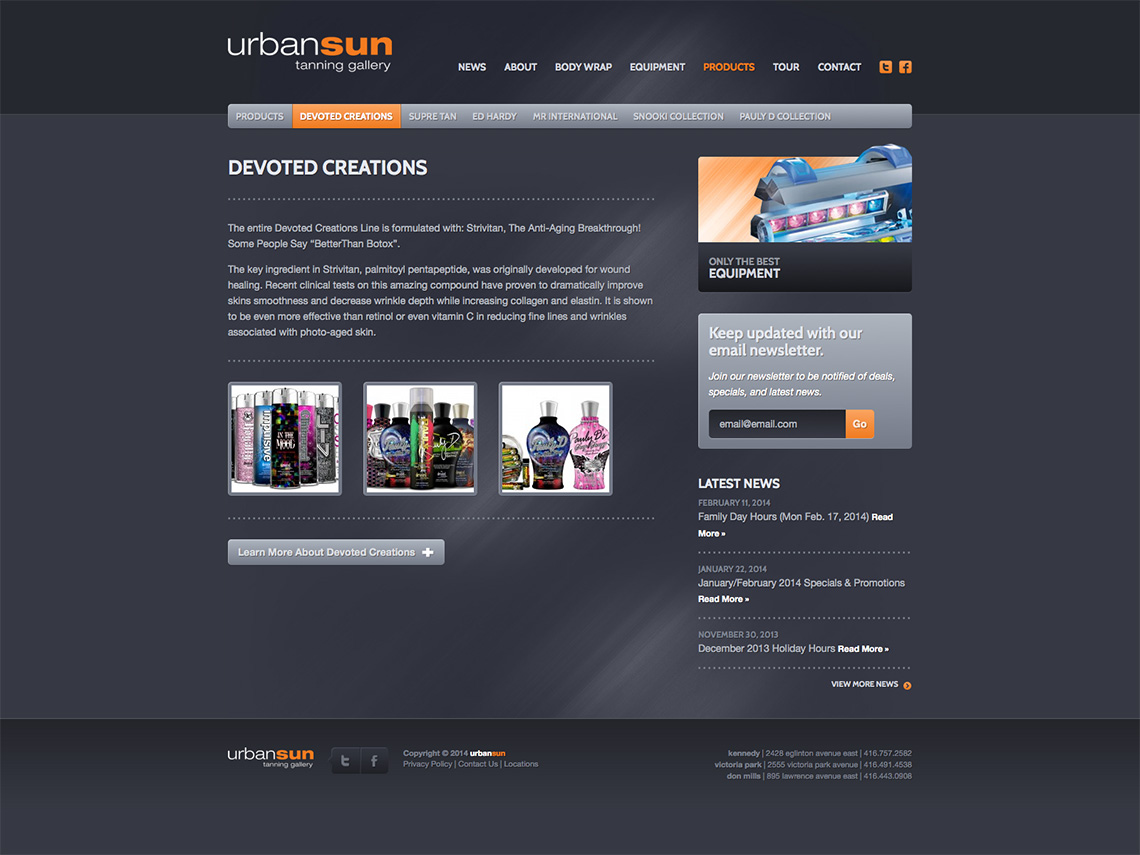 urbansun
tanning gallery
NEWS ABOUT BODY WRAP EQUIPMENT PRODUCTS TOUR CONTACT
PRODUCTS DEVOTED CREATIONS SUPRE TAN ED HARDY MR INTERNATIONAL SNOOKI COLLECTION PAULY D COLLECTION
DEVOTED CREATIONS
The entire Devoted Creations Line is formulated with: Strivitan, The Anti-Aging Breakthrough!
Some People Say “BetterThan Botox”.
The key ingredient in Strivitan, palmitoyl pentapeptide, was originally developed for wound
healing. Recent clinical tests on this amazing compound have proven to dramatically improve
skins smoothness and decrease wrinkle depth while increasing collagen and elastin. It is shown
to be even more effective than retinol or even vitamin C in reducing fine lines and wrinkles
associated with photo-aged skin.
impulsive
IN THE
MOOD
Pauly D's
Learn More About Devoted Creations
ONLY THE BEST
EQUIPMENT
Keep updated with our
email newsletter.
Join our newsletter to be notified of deals,
specials, and latest news.
email@email.com Go
LATEST NEWS
FEBRUARY 11, 2014
Family Day Hours (Mon Feb. 17, 2014) Read
More »
JANUARY 22, 2014
January/February 2014 Specials & Promotions
Read More »
NOVEMBER 30, 2013
December 2013 Holiday Hours Read More »
VIEW MORE NEWS
urbansun
tanning gallery
Copyright © 2014 urbansun
Privacy Policy | Contact Us | Locations
kennedy | 2428 eglinton avenue east | 416.757.2582
victoria park | 2555 victoria park avenue | 416.491.4538
don mills | 895 lawrence avenue east | 416.443.0908